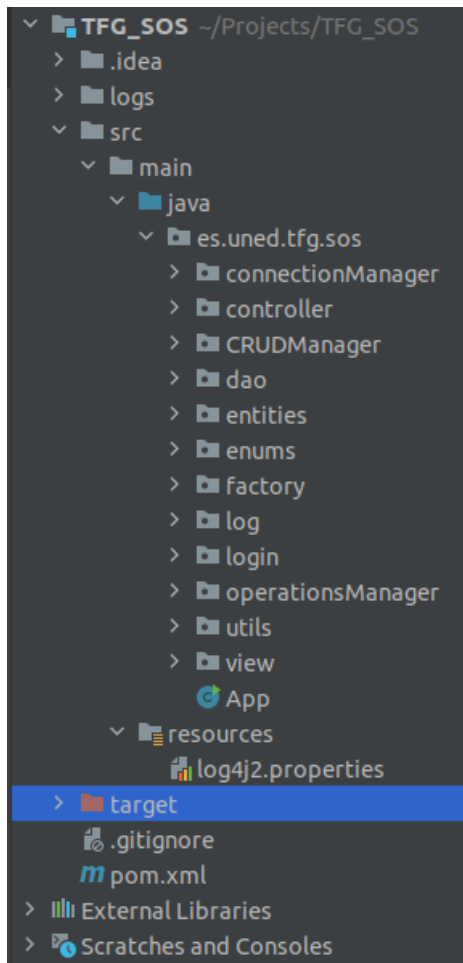 TFG_SOS ~/Projects/TFG_SOS
.idea
logs
src
main
java
es.uned.tfg.sos
connectionManager
controller
CRUDManager
dao
entities
enums
factory
log
login
operationsManager
utils
view
App
resources
log4j2.properties
target
.gitignore
pom.xml
External Libraries
Scratches and Consoles